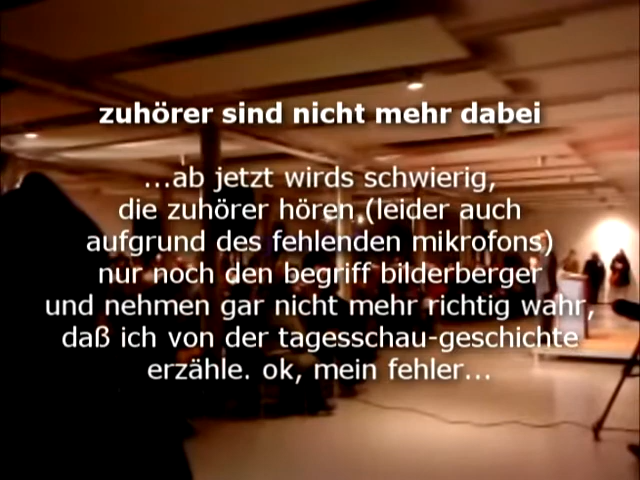 zuhörer sind nicht mehr dabei
...ab jetzt wirds schwierig,
die zuhörer hören,(leider auch
aufgrund des fehlenden mikrofons)
nur noch den begriff bilderberger
und nehmen gar nicht mehr richtig wahr,
daß ich von der tagesschau-geschichte
erzähle. ok, mein fehler...